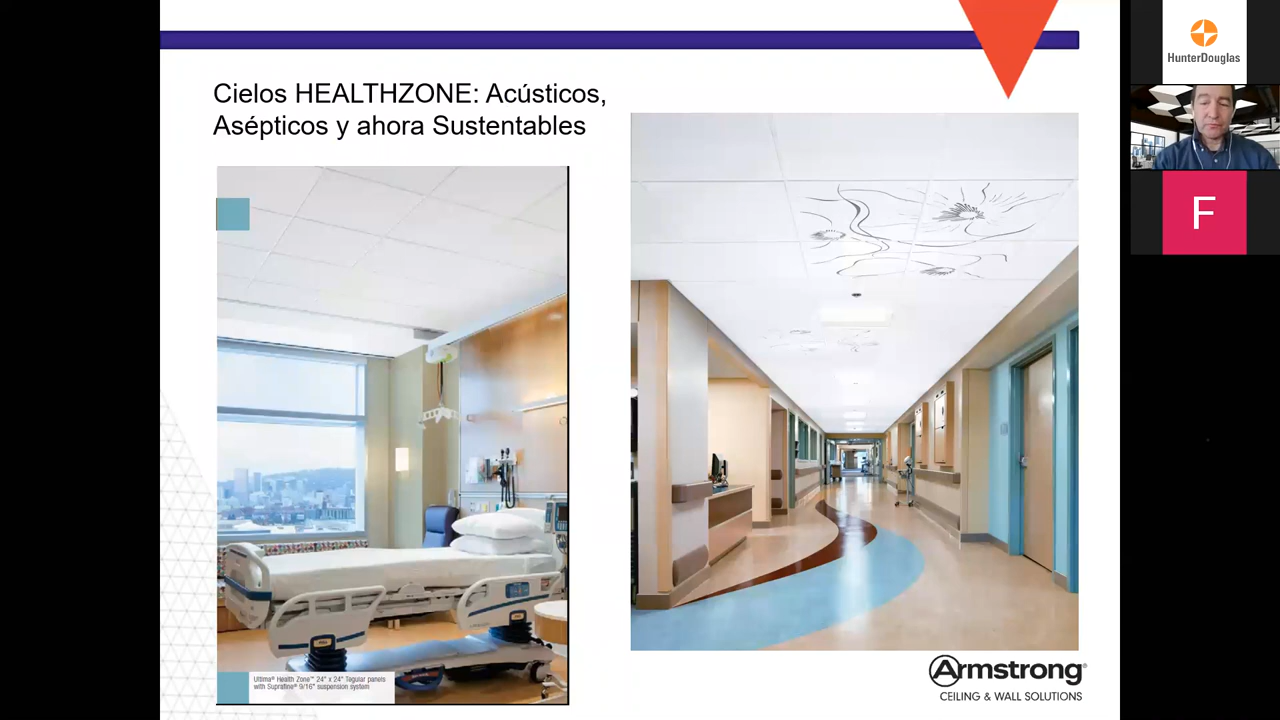 Cielos HEALTHZONE: Acústicos,
Asépticos y ahora Sustentables
Ultima® Health Zone™ 24" x 24" Tegular panels
with Suprafine® 9/16" suspension system
Armstrong®
CEILING & WALL SOLUTIONS
HunterDouglas
F